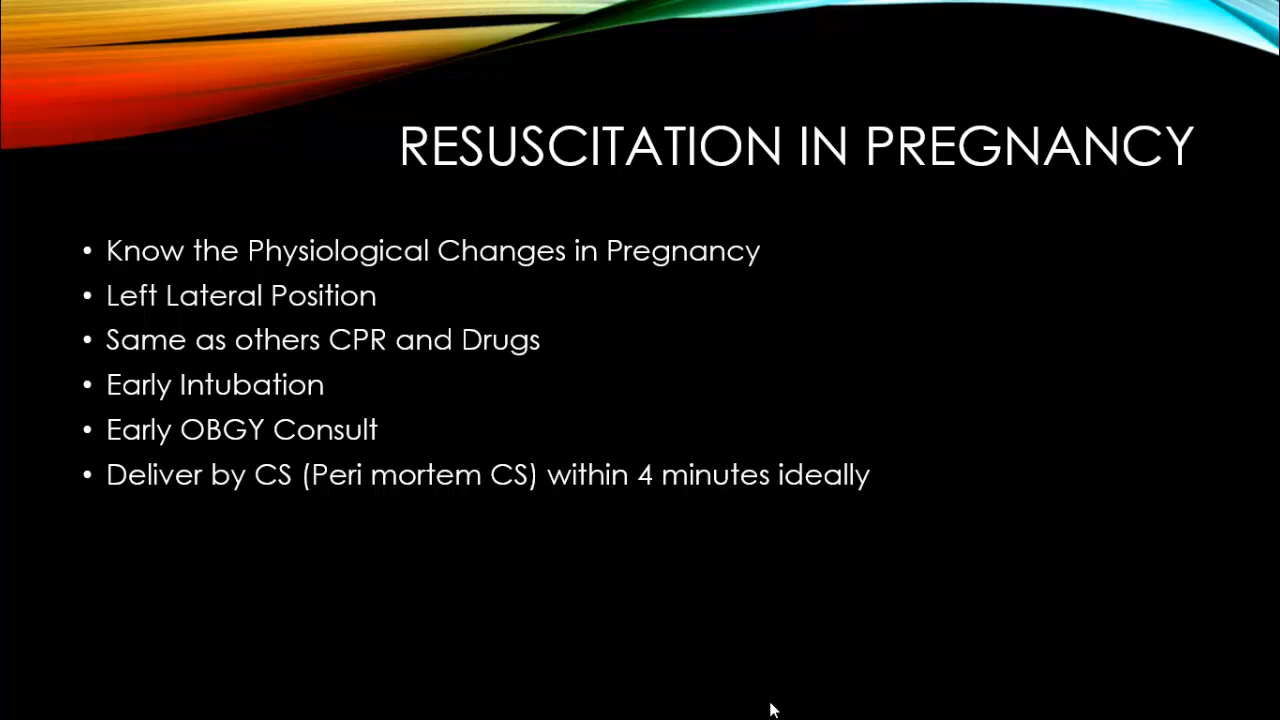 RESUSCITATION IN PREGNANCY
• Know the Physiological Changes in Pregnancy
• Left Lateral Position
• Same as others CPR and Drugs
• Early Intubation
• Early OBGY Consult
• Deliver by CS (Peri mortem CS) within 4 minutes ideally